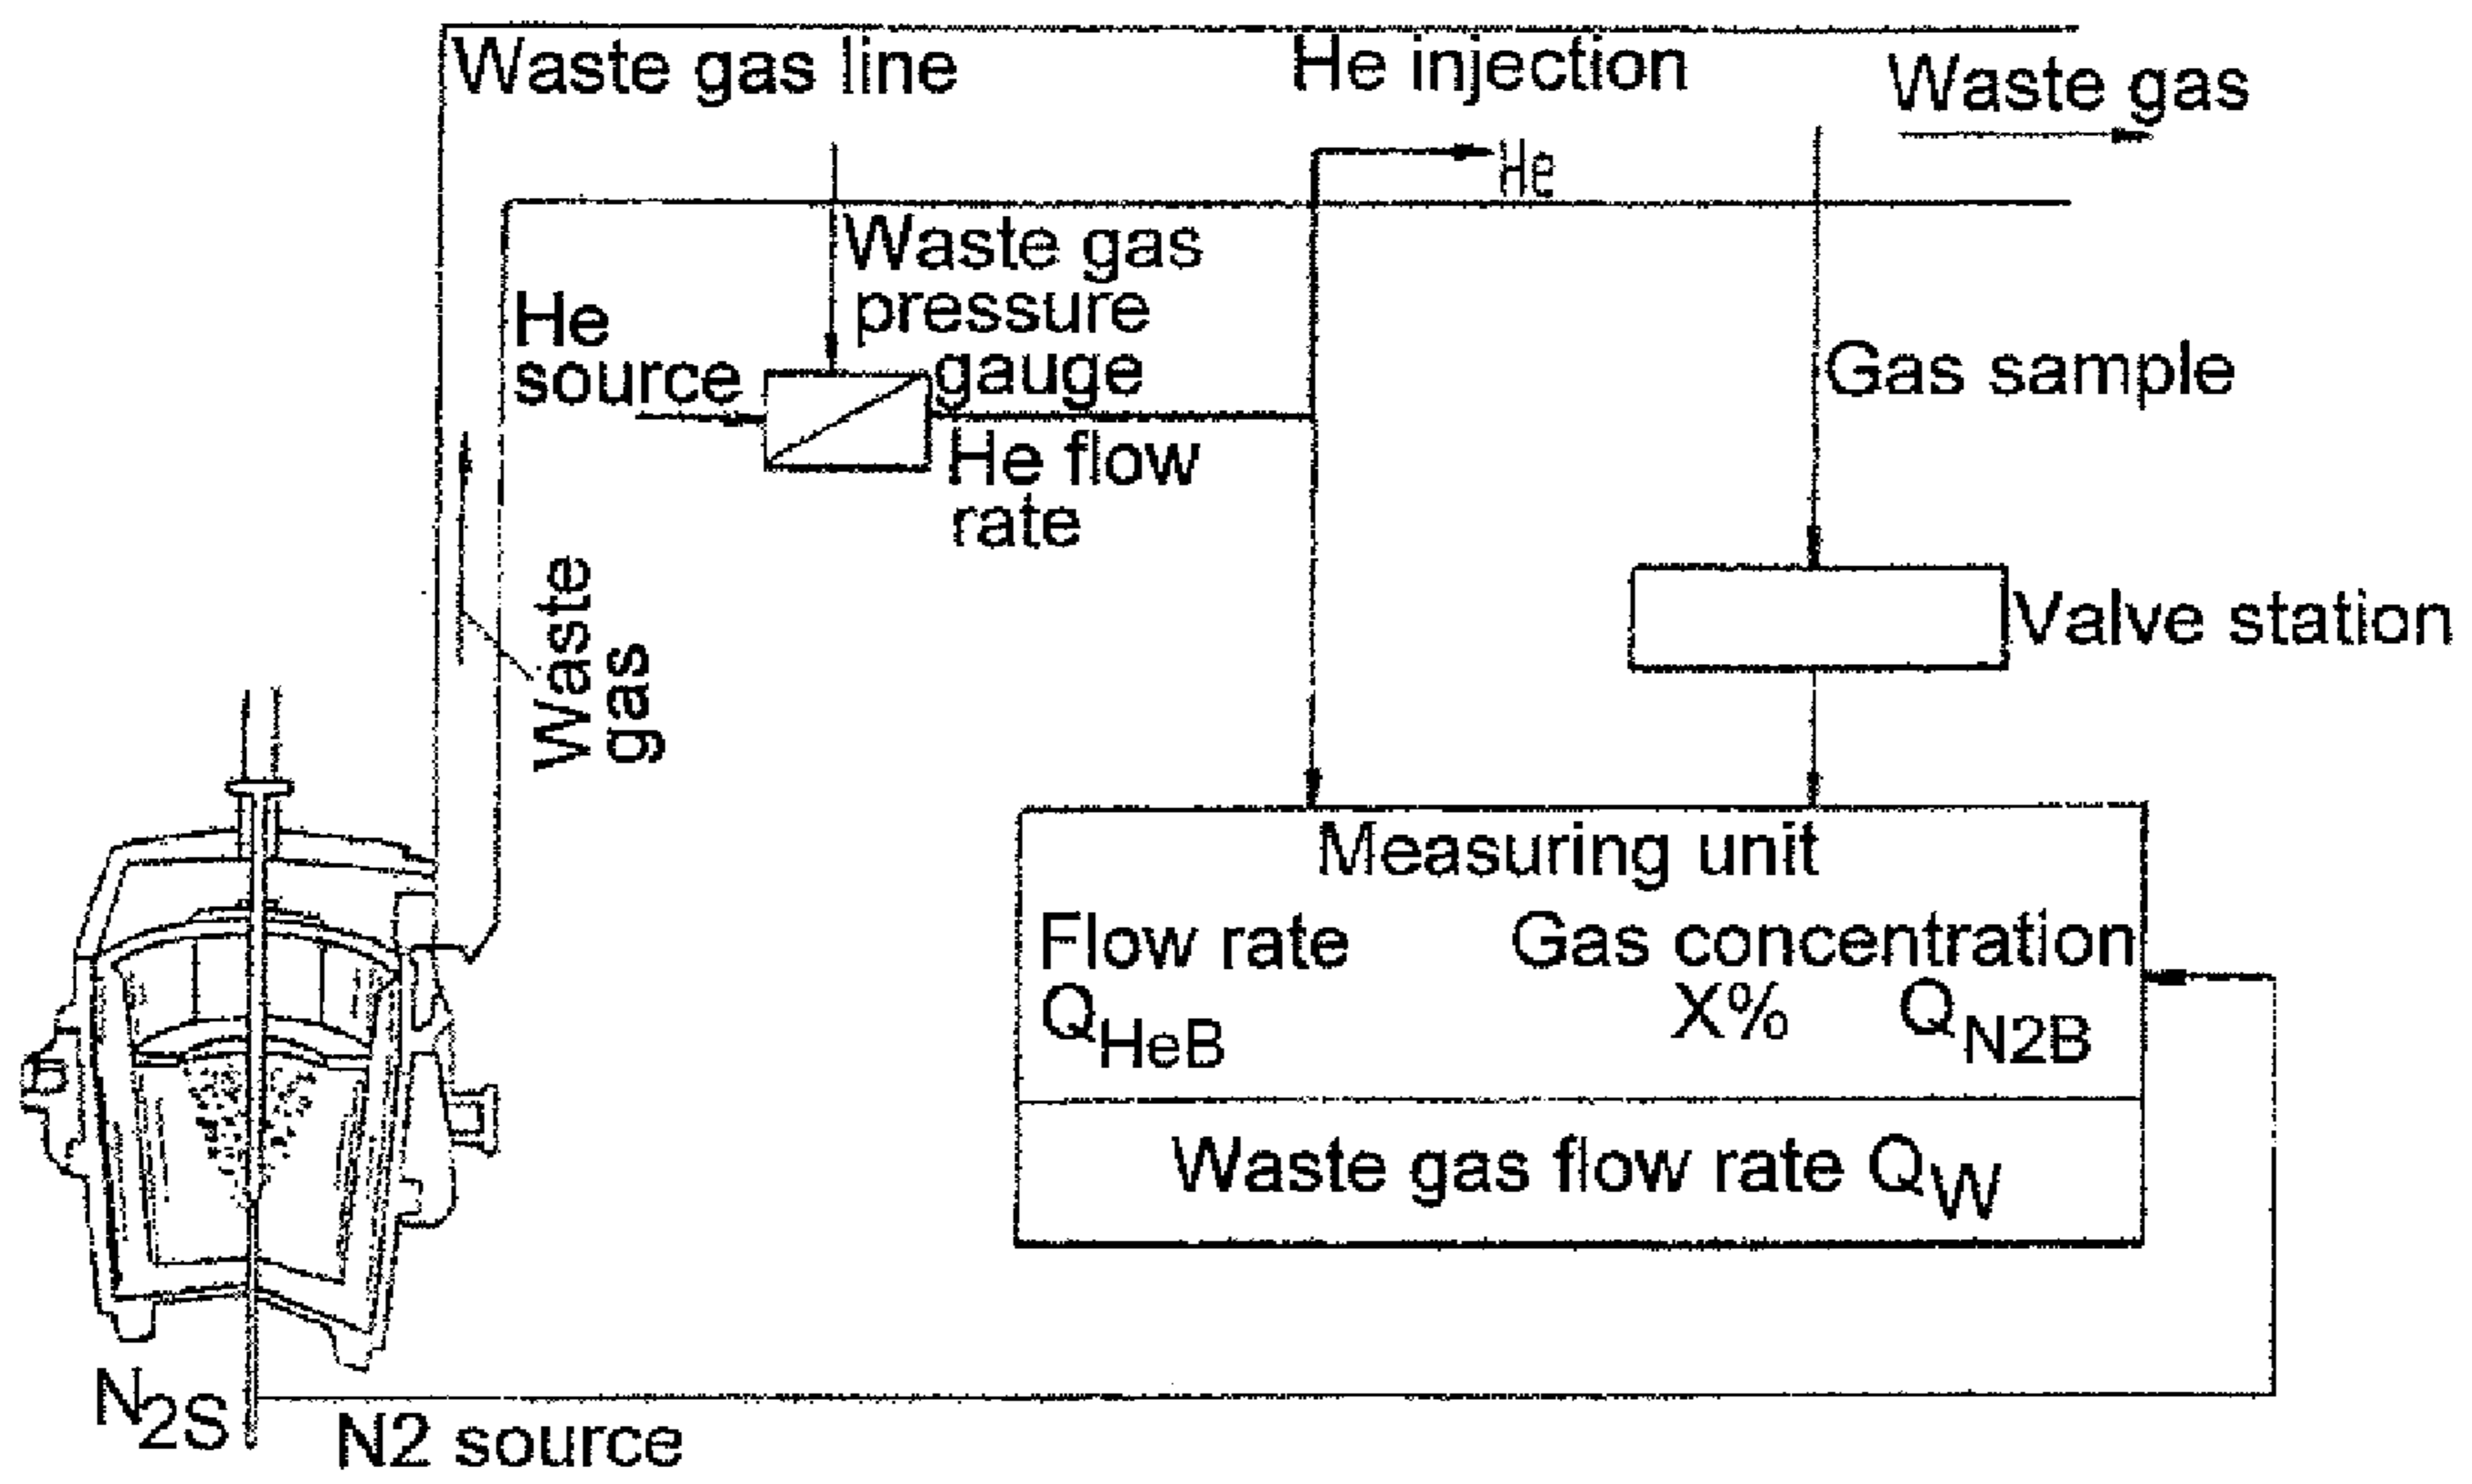 Waste gas line
He injection
Waste gas
He
Waste gas
pressure
gauge
He
source
He flow
rate
Gas sample
Waste
gas
Valve station
Measuring unit
Flow rate
Gas concentration
QHeB
X%
QN2B
Waste gas flow rate QW
N2S
N2 source